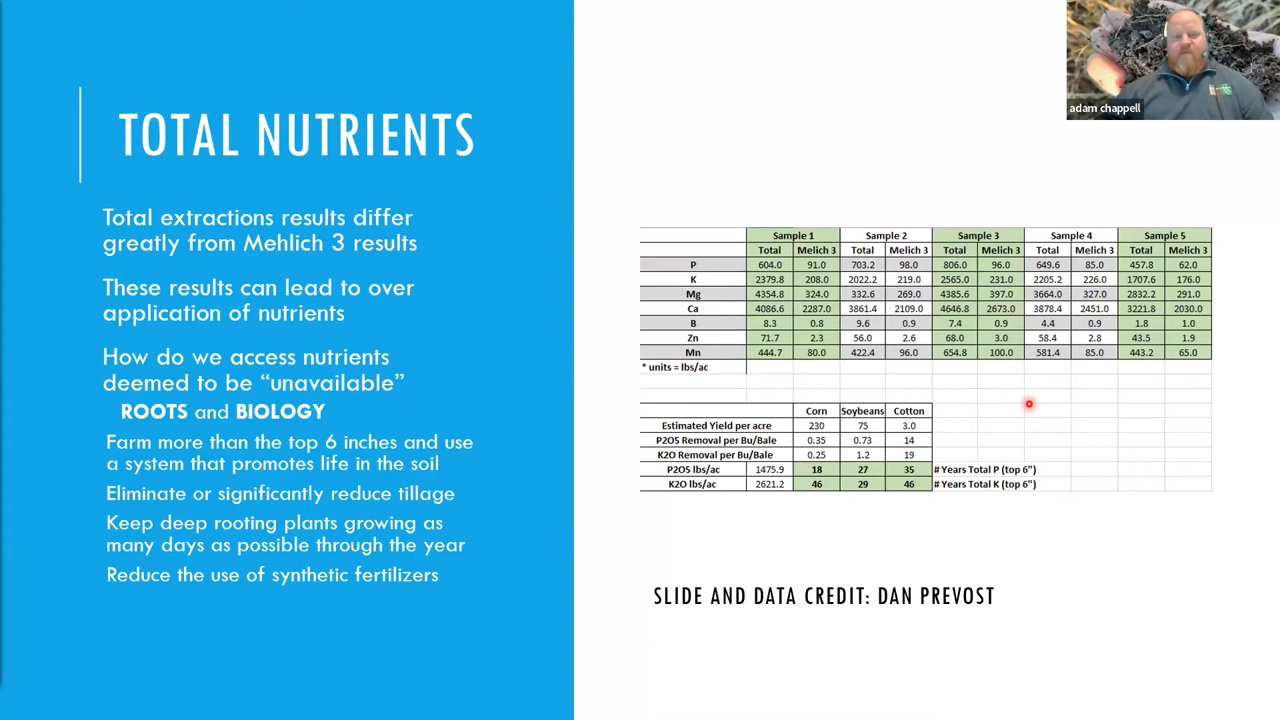 adam chappell
TOTAL NUTRIENTS
Total extractions results differ
greatly from Mehlich 3 results
These results can lead to over
application of nutrients
How do we access nutrients
deemed to be “unavailable”
ROOTS and BIOLOGY
Farm more than the top 6 inches and use
a system that promotes life in the soil
Eliminate or significantly reduce tillage
Keep deep rooting plants growing as
many days as possible through the year
Reduce the use of synthetic fertilizers
Sample 1 Sample 2 Sample 3 Sample 4 Sample 5
Total Melich 3 Total Melich 3 Total Melich 3 Total Melich 3 Total Melich 3
P 604.0 91.0 703.2 98.0 806.0 96.0 649.6 85.0 457.8 62.0
K 2379.8 208.0 2022.2 219.0 2565.0 231.0 2205.2 226.0 1707.6 176.0
Mg 4354.8 324.0 332.6 269.0 4385.6 397.0 3664.0 327.0 2832.2 291.0
Ca 4086.6 2287.0 3861.4 2109.0 4646.8 2673.0 3878.4 2451.0 3221.8 2030.0
B 8.3 0.8 9.6 0.9 7.4 0.9 4.4 0.9 1.8 1.0
Zn 71.7 2.3 56.0 2.6 68.0 3.0 58.4 2.8 43.5 1.9
Mn 444.7 80.0 422.4 96.0 654.8 100.0 581.4 85.0 443.2 65.0
* units = lbs/ac
Corn Soybeans Cotton
Estimated Yield per acre 230 75 3.0
P2O5 Removal per Bu/Bale 0.35 0.73 14
K2O Removal per Bu/Bale 0.25 1.2 19
P2O5 lbs/ac 1475.9 18 27 35 # Years Total P (top 6")
K2O lbs/ac 2621.2 46 29 46 # Years Total K (top 6")
SLIDE AND DATA CREDIT: DAN PREVOST